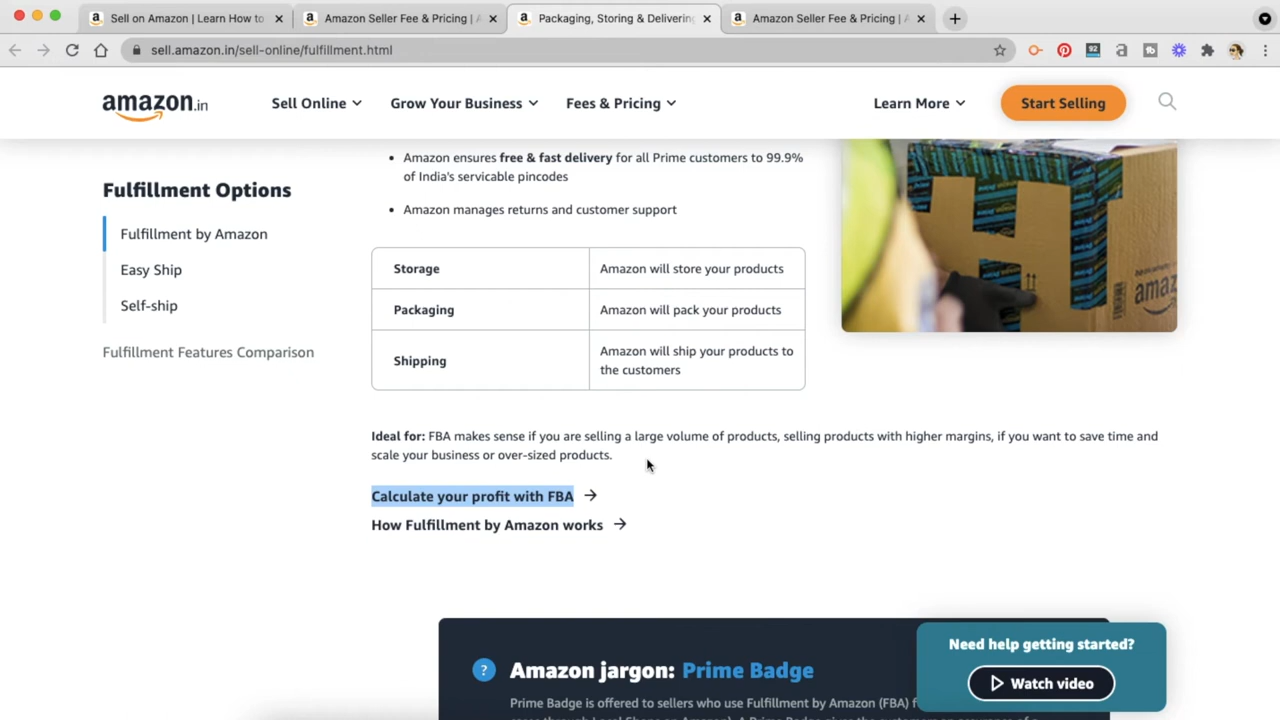 Sell on Amazon | Learn How to
Amazon Seller Fee & Pricing | A
Packaging, Storing & Delivering
Amazon Seller Fee & Pricing | A
sell.amazon.in/sell-online/fulfillment.html
92
amazon.in
Sell Online
Grow Your Business
Fees & Pricing
Learn More
Start Selling
Fulfillment Options
Fulfillment by Amazon
Easy Ship
Self-ship
Fulfillment Features Comparison
• Amazon ensures free & fast delivery for all Prime customers to 99.9%
of India's servicable pincodes
• Amazon manages returns and customer support
Storage Amazon will store your products
Packaging Amazon will pack your products
Shipping Amazon will ship your products to
the customers
Ideal for: FBA makes sense if you are selling a large volume of products, selling products with higher margins, if you want to save time and
scale your business or over-sized products.
Calculate your profit with FBA →
How Fulfillment by Amazon works →
Need help getting started?
Watch video
? Amazon jargon: Prime Badge
Prime Badge is offered to sellers who use Fulfillment by Amazon (FBA) f